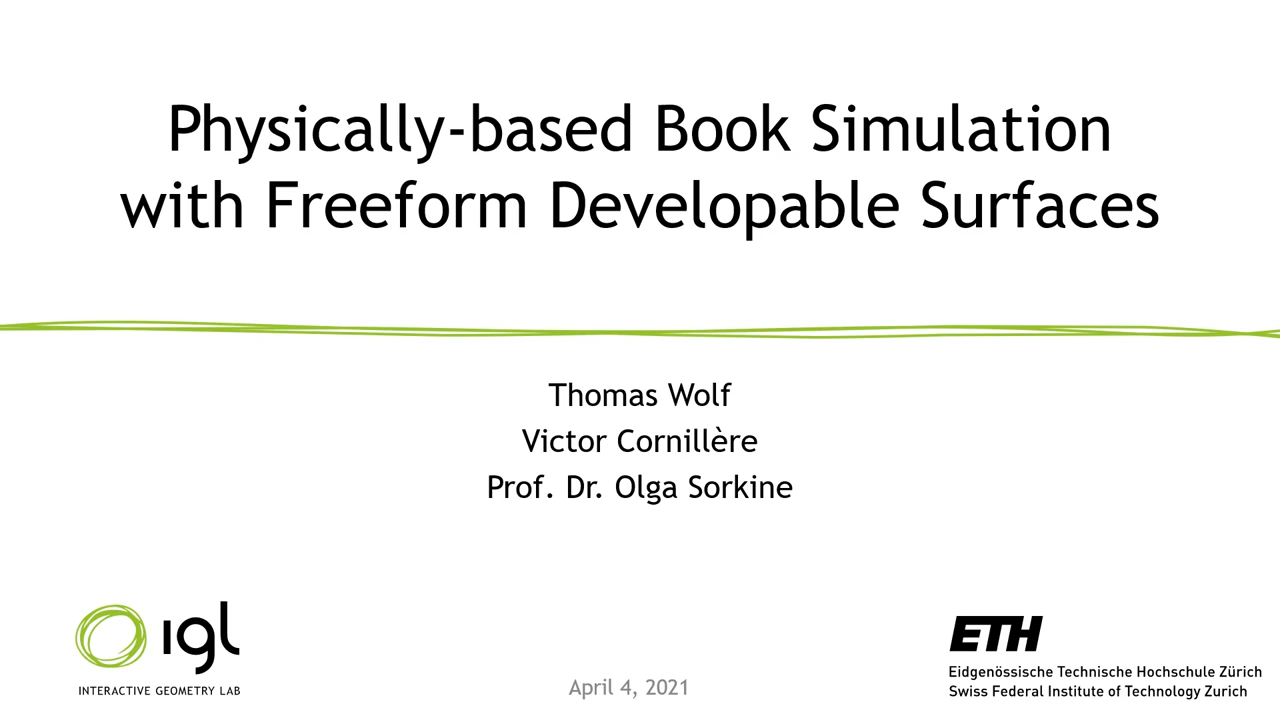 Physically-based Book Simulation
with Freeform Developable Surfaces
Thomas Wolf
Victor Cornillère
Prof. Dr. Olga Sorkine
igl
INTERACTIVE GEOMETRY LAB
April 4, 2021
ETH
Eidgenössische Technische Hochschule Zürich
Swiss Federal Institute of Technology Zurich